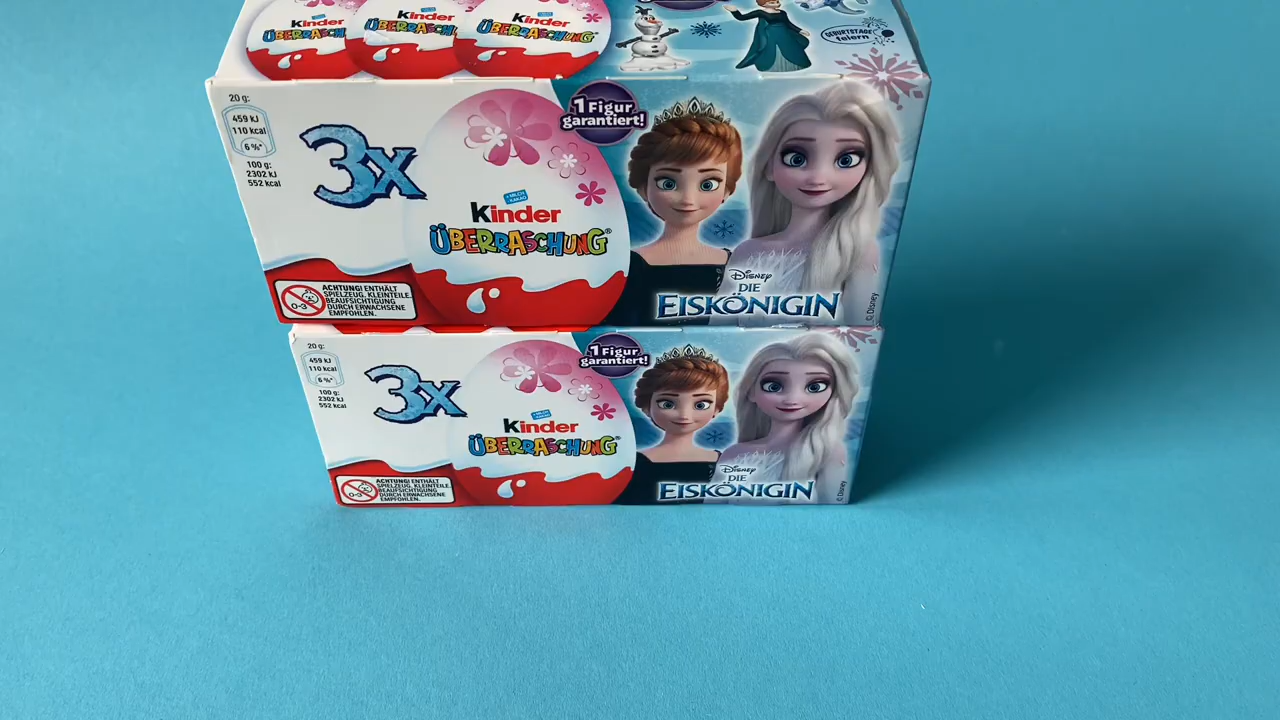 Kinder
ÜBERRASCHUNG
Kinder
ÜBERRASCHUNG
Kinder
ÜBERRASCHUNG
GEBURTSTAGE
feiern
20 g:
459 kJ
110 kcal
6 %*
100 g:
2302 kJ
552 kcal
3x
+MILCH
KAKAO
Kinder
ÜBERRASCHUNG®
1 Figur
garantiert!
ACHTUNG! ENTHÄLT
SPIELZEUG. KLEINTEILE.
BEAUFSICHTIGUNG
DURCH ERWACHSENE
EMPFOHLEN.
0-3
Disney
DIE
EISKÖNIGIN
© Disney
20 g:
459 kJ
110 kcal
6 %*
100 g:
2302 kJ
552 kcal
3x
Kinder
ÜBERRASCHUNG®
1 Figur
garantiert!
ACHTUNG! ENTHÄLT
SPIELZEUG. KLEINTEILE.
BEAUFSICHTIGUNG
DURCH ERWACHSENE
EMPFOHLEN.
0-3
Disney
DIE
EISKÖNIGIN
© Disney